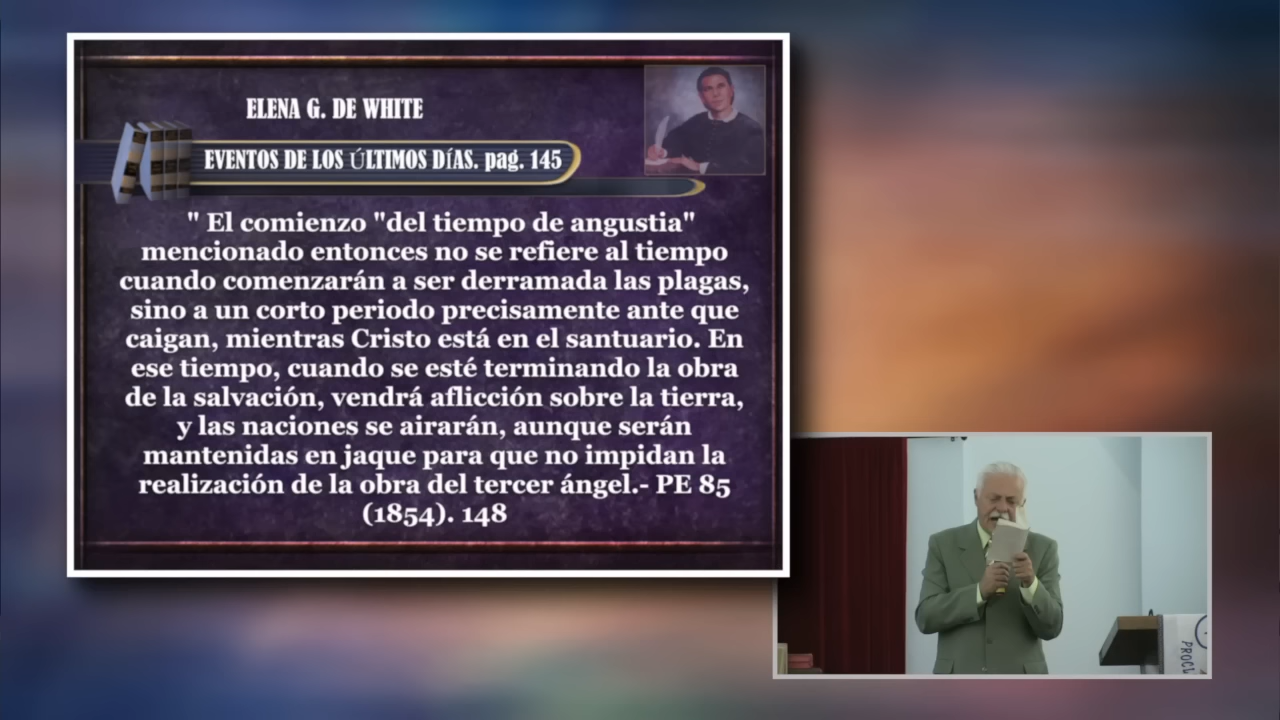 ELENA G. DE WHITE
EVENTOS DE LOS ÚLTIMOS DÍAS. pag. 145
" El comienzo "del tiempo de angustia"
mencionado entonces no se refiere al tiempo
cuando comenzarán a ser derramada las plagas,
sino a un corto periodo precisamente ante que
caigan, mientras Cristo está en el santuario. En
ese tiempo, cuando se esté terminando la obra
de la salvación, vendrá aflicción sobre la tierra,
y las naciones se airarán, aunque serán
mantenidas en jaque para que no impidan la
realización de la obra del tercer ángel.- PE 85
(1854). 148